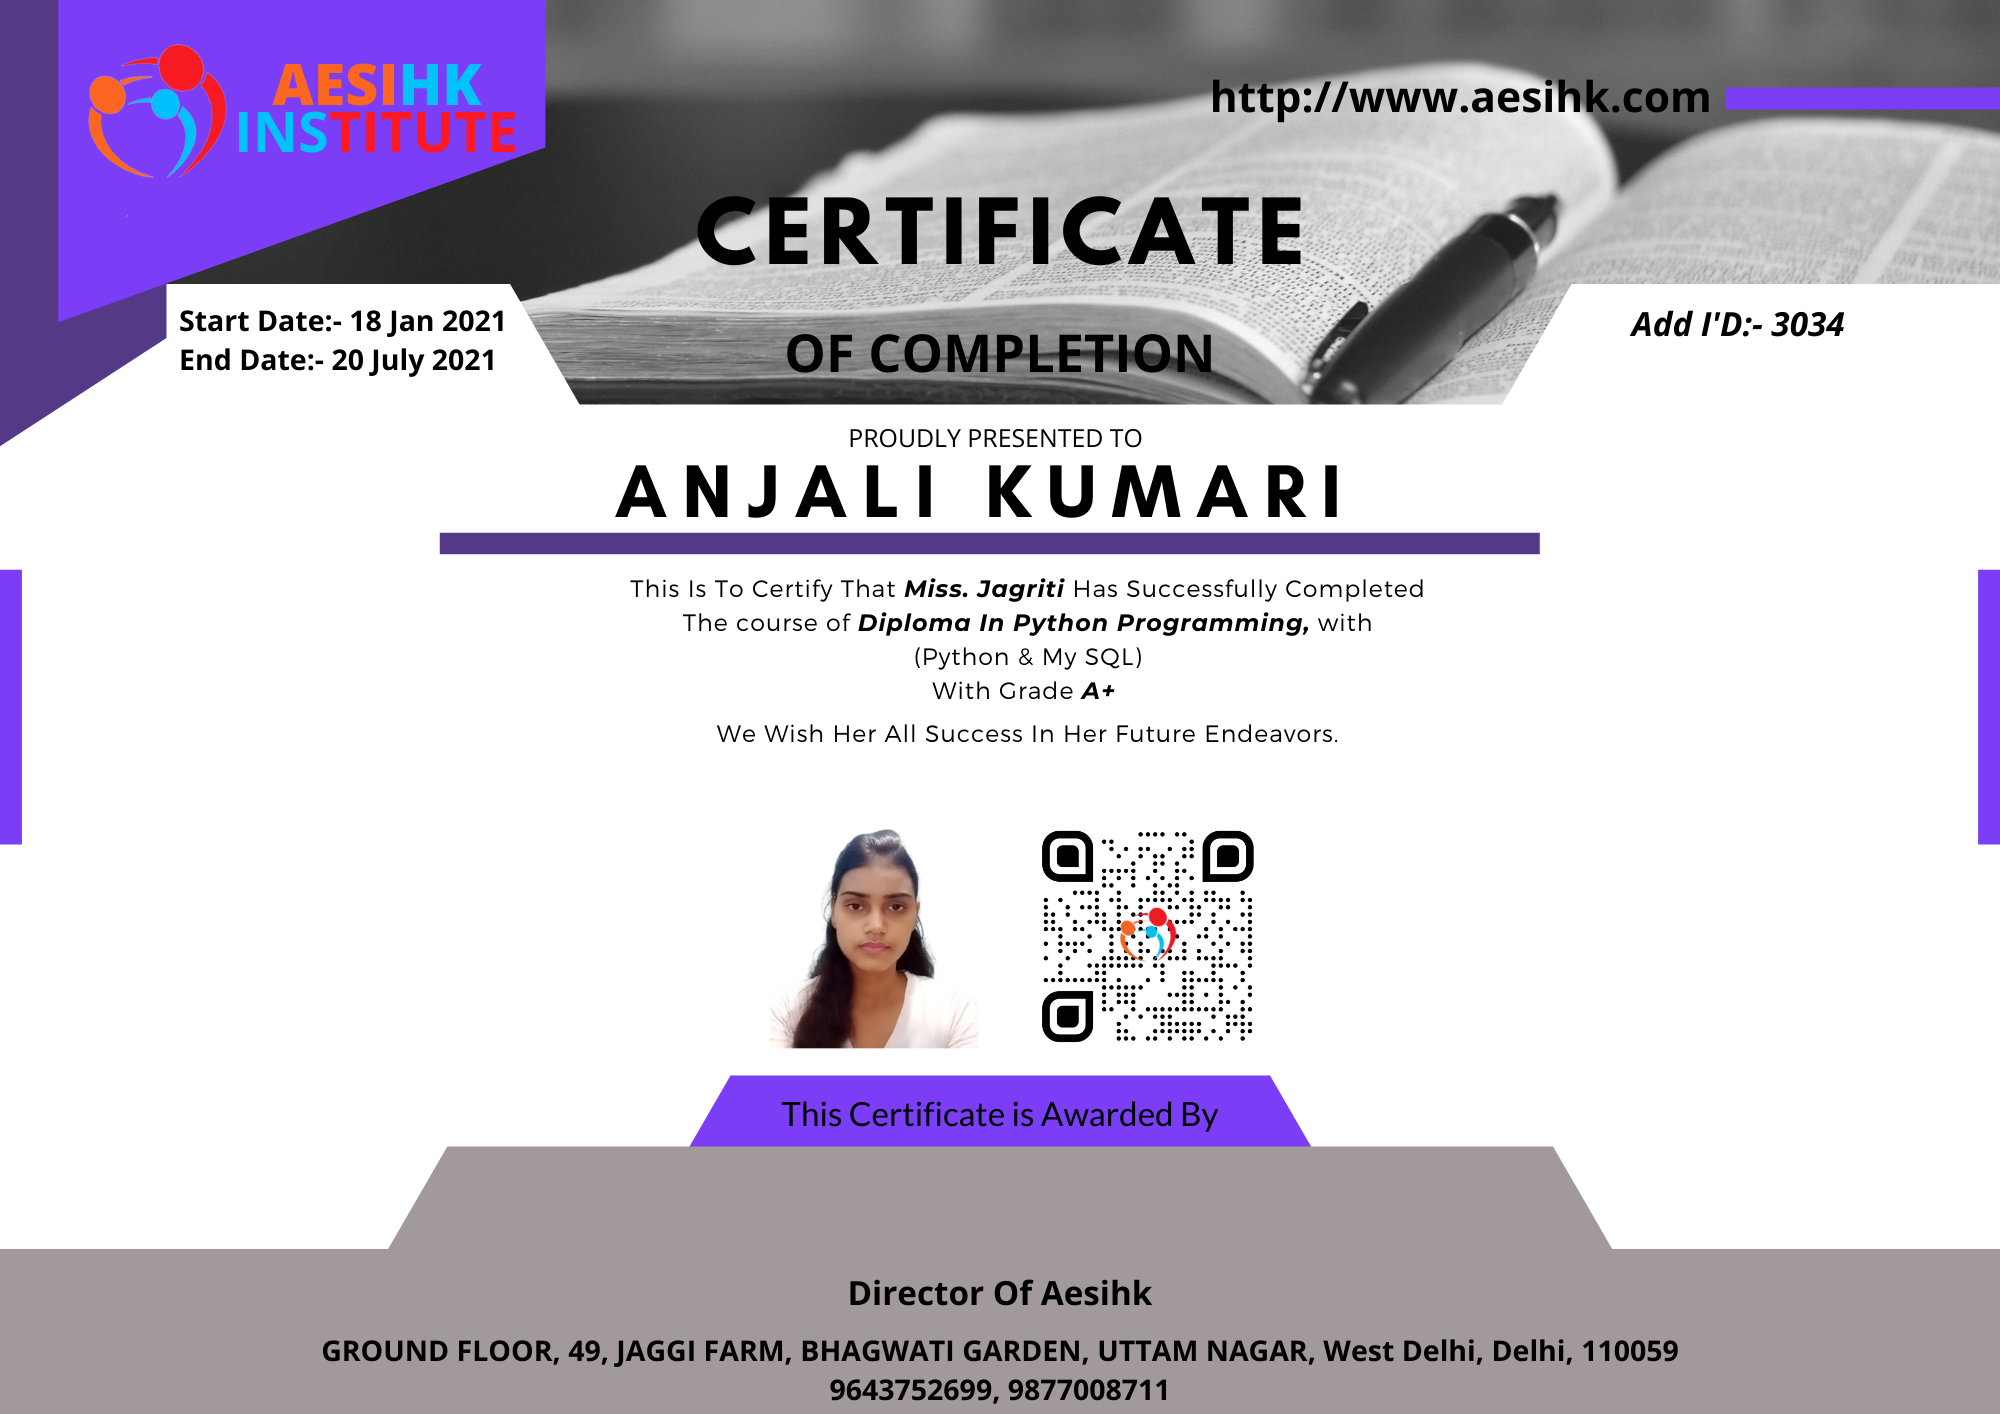 AESIHK
INSTITUTE
http://www.aesihk.com
CERTIFICATE
OF COMPLETION
Start Date:- 18 Jan 2021
End Date:- 20 July 2021
Add I'D:- 3034
PROUDLY PRESENTED TO
ANJALI KUMARI
This Is To Certify That Miss. Jagriti Has Successfully Completed
The course of Diploma In Python Programming, with
(Python & My SQL)
With Grade A+
We Wish Her All Success In Her Future Endeavors.
This Certificate is Awarded By
Director Of Aesihk
GROUND FLOOR, 49, JAGGI FARM, BHAGWATI GARDEN, UTTAM NAGAR, West Delhi, Delhi, 110059
9643752699, 9877008711